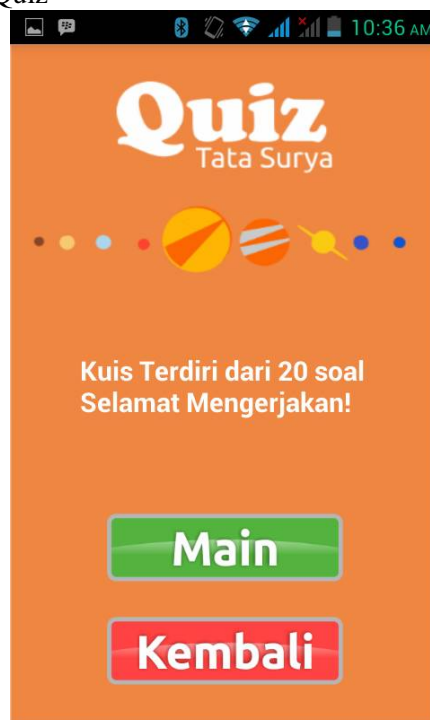 Quiz
10:36 AM
Quiz
Tata Surya
Kuis Terdiri dari 20 soal
Selamat Mengerjakan!
Main
Kembali